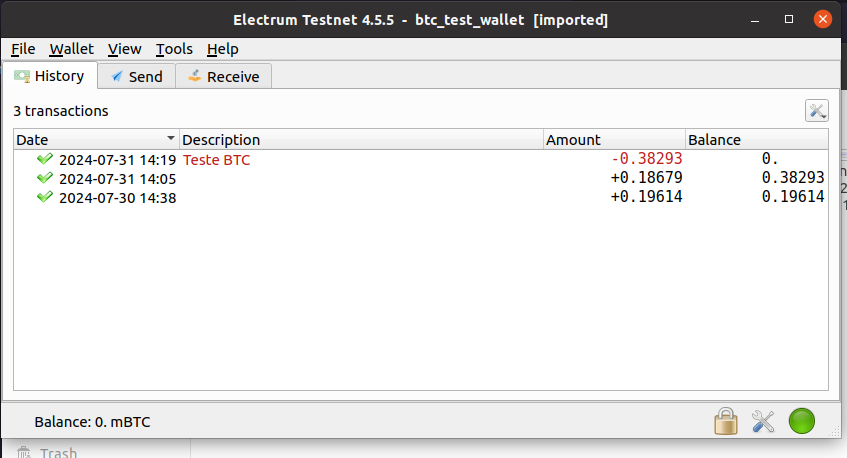 Electrum Testnet 4.5.5 - btc_test_wallet [imported]
File Wallet View Tools Help
History Send Receive
3 transactions
Date Description Amount Balance
2024-07-31 14:19 Teste BTC -0.38293 0.
2024-07-31 14:05 +0.18679 0.38293
2024-07-30 14:38 +0.19614 0.19614
Balance: 0. mBTC
Trash